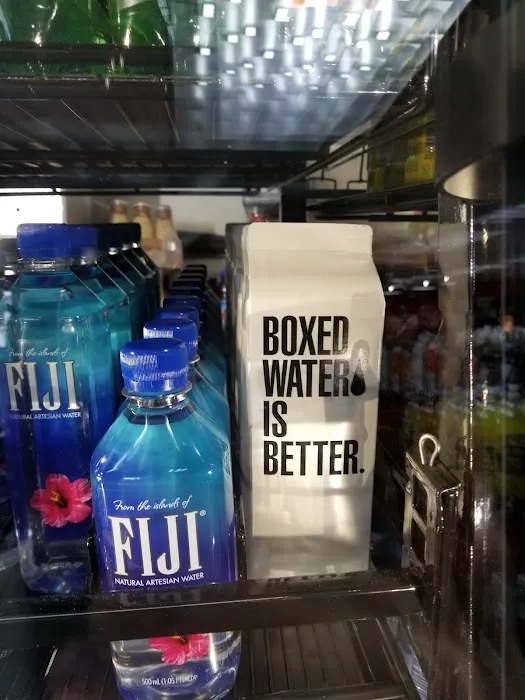 From the islands of
FIJI
NATURAL ARTESIAN WATER
From the islands of
FIJI®
NATURAL ARTESIAN WATER
BOXED
WATER
IS
BETTER.